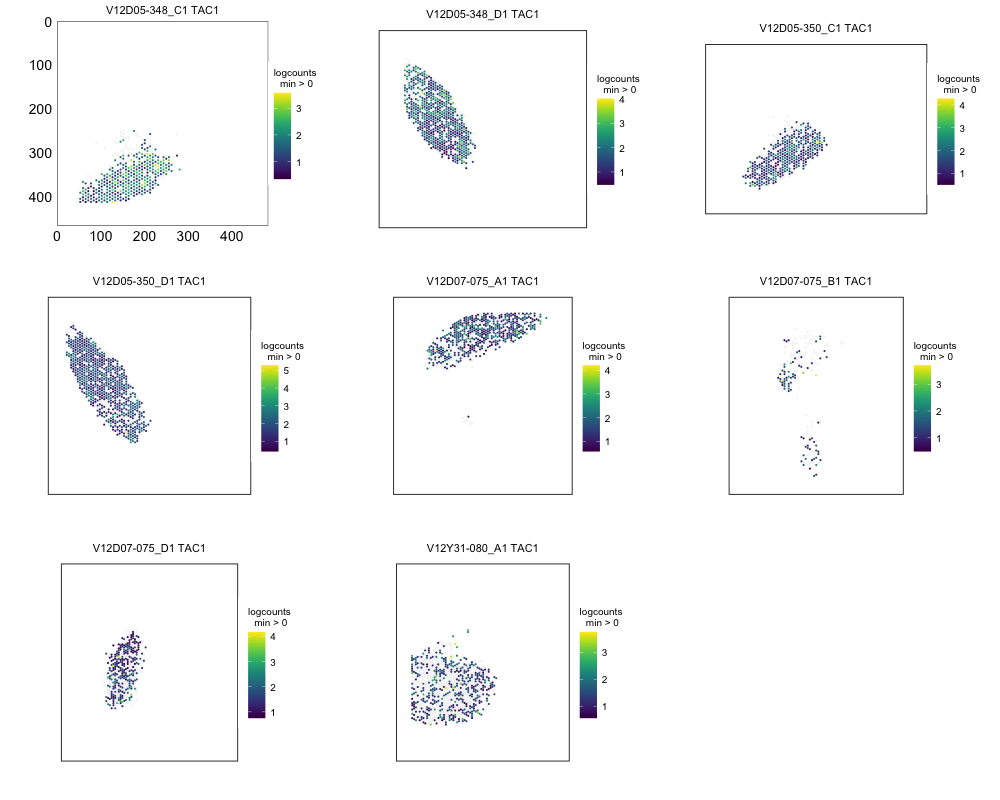 V12D05-348_C1 TAC1
0
100
200
300
400
0 100 200 300 400
logcounts
min > 0
3
2
1
V12D05-348_D1 TAC1
logcounts
min > 0
4
3
2
1
V12D05-350_C1 TAC1
logcounts
min > 0
4
3
2
1
V12D05-350_D1 TAC1
logcounts
min > 0
5
4
3
2
1
V12D07-075_A1 TAC1
logcounts
min > 0
4
3
2
1
V12D07-075_B1 TAC1
logcounts
min > 0
3
2
1
V12D07-075_D1 TAC1
logcounts
min > 0
4
3
2
1
V12Y31-080_A1 TAC1
logcounts
min > 0
3
2
1